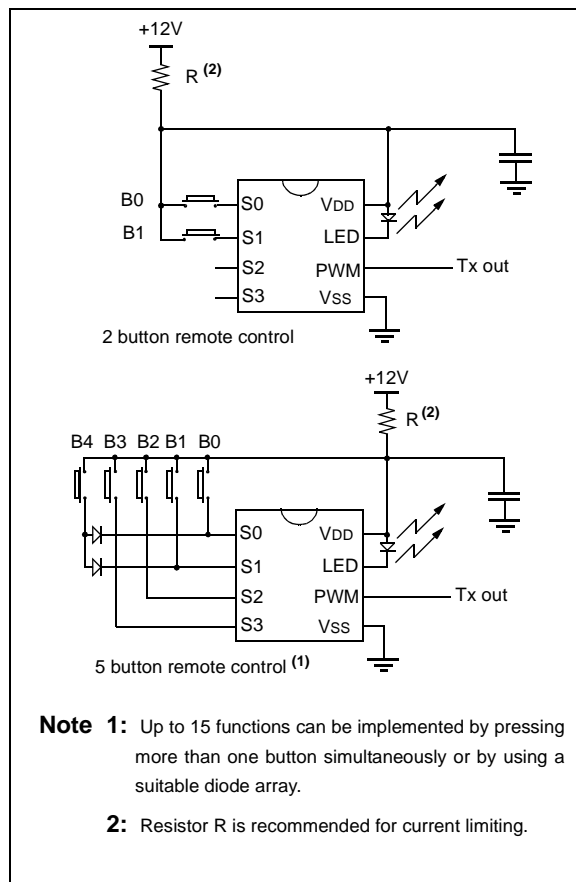 +12V
R (2)
B0
B1
S0
S1
S2
S3
VDD
LED
PWM
VSS
Tx out
2 button remote control
+12V
R (2)
B4 B3 B2 B1 B0
S0
S1
S2
S3
VDD
LED
PWM
VSS
Tx out
5 button remote control (1)
Note 1: Up to 15 functions can be implemented by pressing
more than one button simultaneously or by using a
suitable diode array.
2: Resistor R is recommended for current limiting.